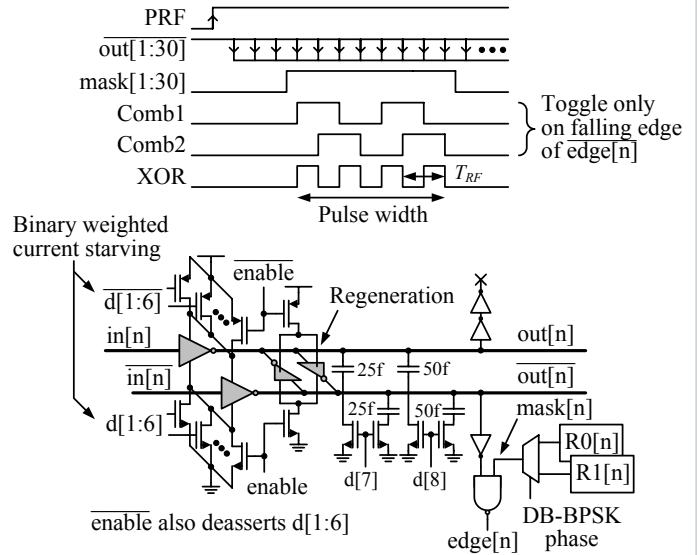 PRF
out[1:30]
mask[1:30]
Comb1
Comb2
XOR
T_RF
Pulse width
Toggle only
on falling edge
of edge[n]
Binary weighted
current starving
d[1:6]
in[n]
in[n]
d[1:6]
enable
Regeneration
25f
50f
25f
50f
out[n]
out[n]
mask[n]
R0[n]
R1[n]
d[7]
d[8]
enable
DB-BPSK
phase
edge[n]
enable also deasserts d[1:6]